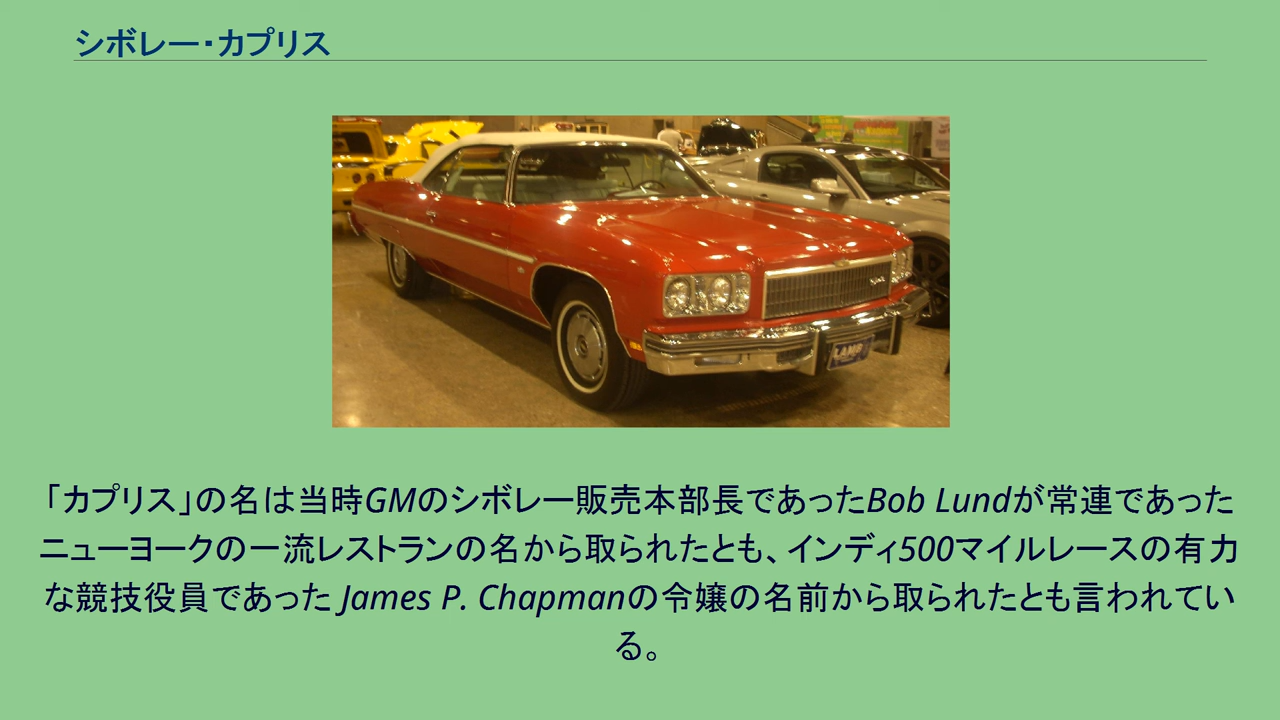 シボレー・カプリス
LAMB
「カプリス」の名は当時GMのシボレー販売本部長であったBob Lundが常連であった
ニューヨークの一流レストランの名から取られたとも、インディ500マイルレースの有力
な競技役員であった James P. Chapmanの令嬢の名前から取られたとも言われてい
る。